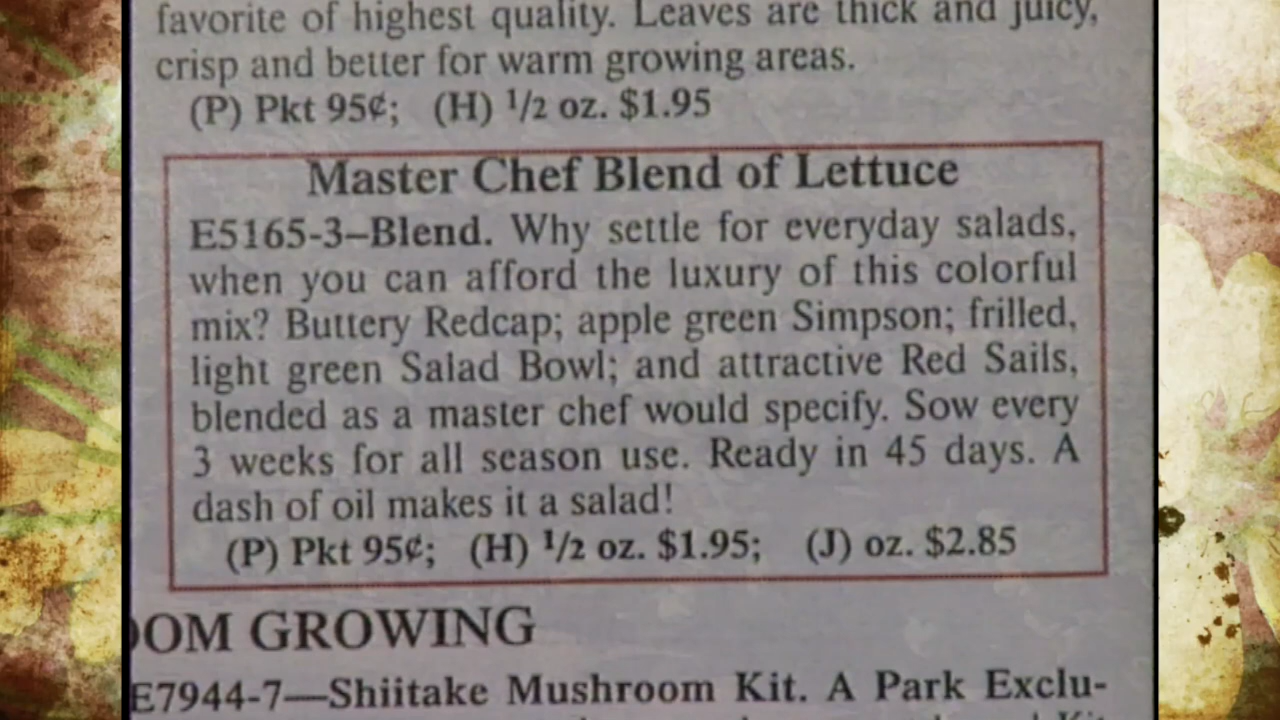 favorite of highest quality. Leaves are thick and juicy,
crisp and better for warm growing areas.
(P) Pkt 95¢; (H) 1/2 oz. $1.95
Master Chef Blend of Lettuce
E5165-3–Blend. Why settle for everyday salads,
when you can afford the luxury of this colorful
mix? Buttery Redcap; apple green Simpson; frilled,
light green Salad Bowl; and attractive Red Sails,
blended as a master chef would specify. Sow every
3 weeks for all season use. Ready in 45 days. A
dash of oil makes it a salad!
(P) Pkt 95¢; (H) 1/2 oz. $1.95; (J) oz. $2.85
OOM GROWING
E7944-7—Shiitake Mushroom Kit. A Park Exclu-